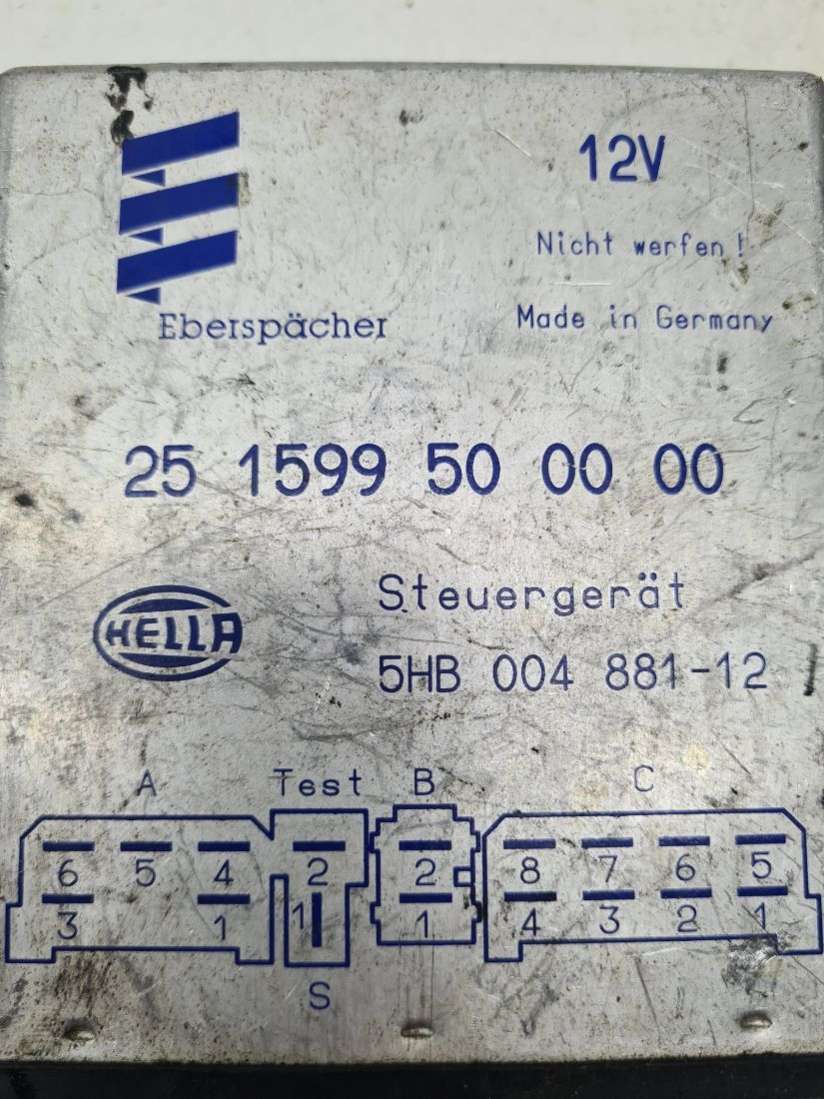 12V
Nicht werfen!
Eberspächer
Made in Germany
25 1599 50 00 00
HELLA
Steuergerät
5HB 004 881-12
A Test B C
6 5 4 2 2 8 7 6 5
3 1 1 1 4 3 2 1
S